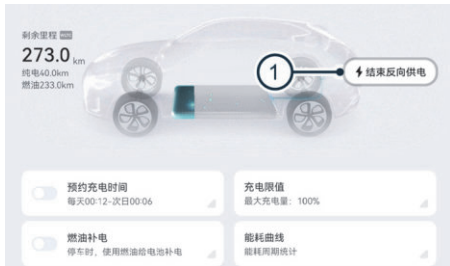 剩余里程
273.0 km
纯电40.0km
燃油233.0km
1
结束反向供电
预约充电时间
每天00:12-次日00:06
充电限值
最大充电量：100%
燃油补电
停车时，使用燃油给电池补电
能耗曲线
能耗周期统计